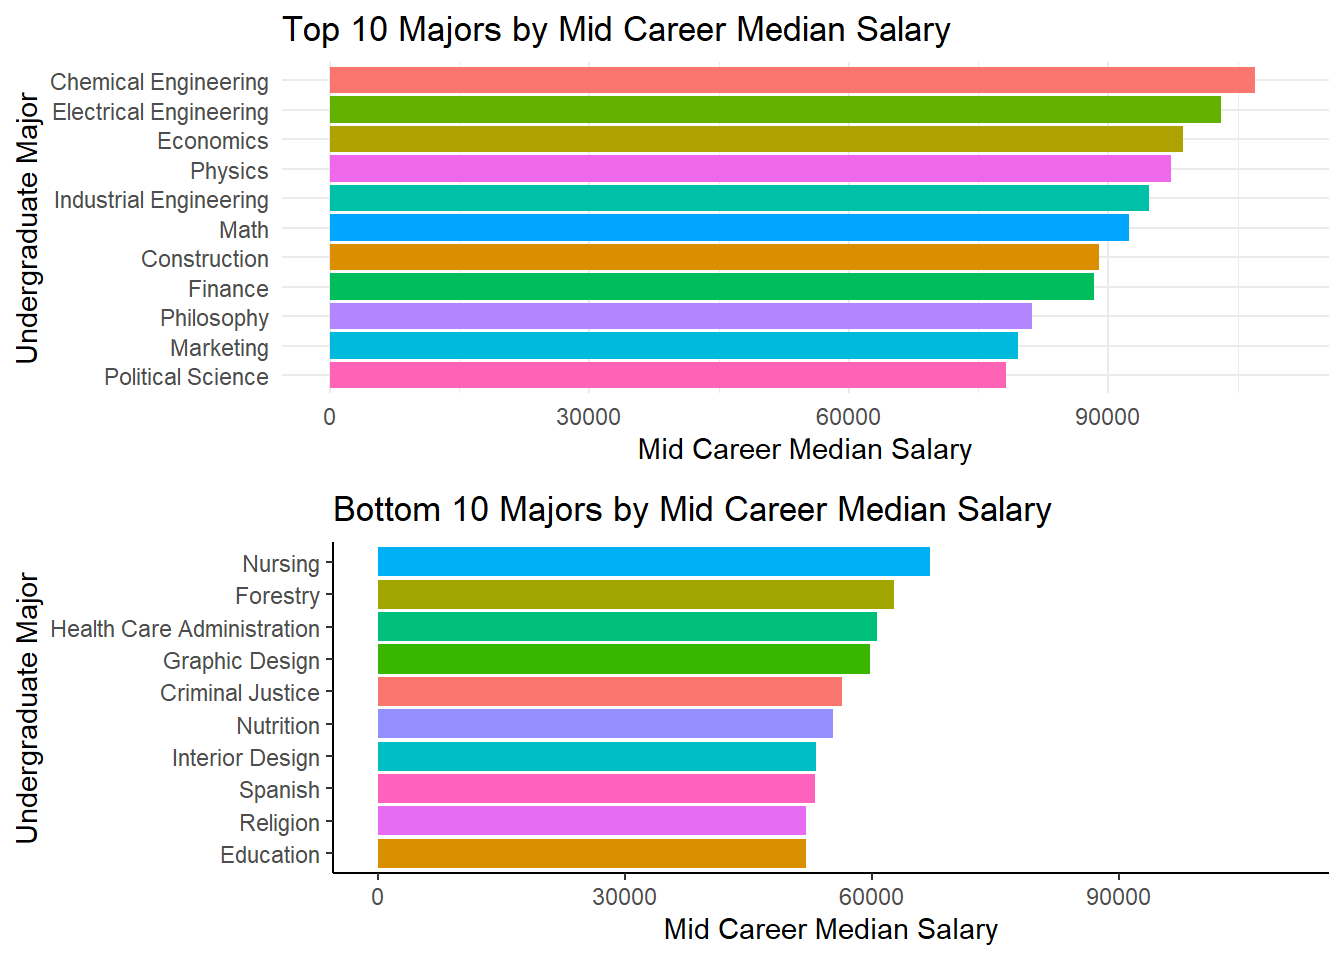 Top 10 Majors by Mid Career Median Salary
Undergraduate Major
Chemical Engineering
Electrical Engineering
Economics
Physics
Industrial Engineering
Math
Construction
Finance
Philosophy
Marketing
Political Science
0 30000 60000 90000
Mid Career Median Salary
Bottom 10 Majors by Mid Career Median Salary
Undergraduate Major
Nursing
Forestry
Health Care Administration
Graphic Design
Criminal Justice
Nutrition
Interior Design
Spanish
Religion
Education
0 30000 60000 90000
Mid Career Median Salary